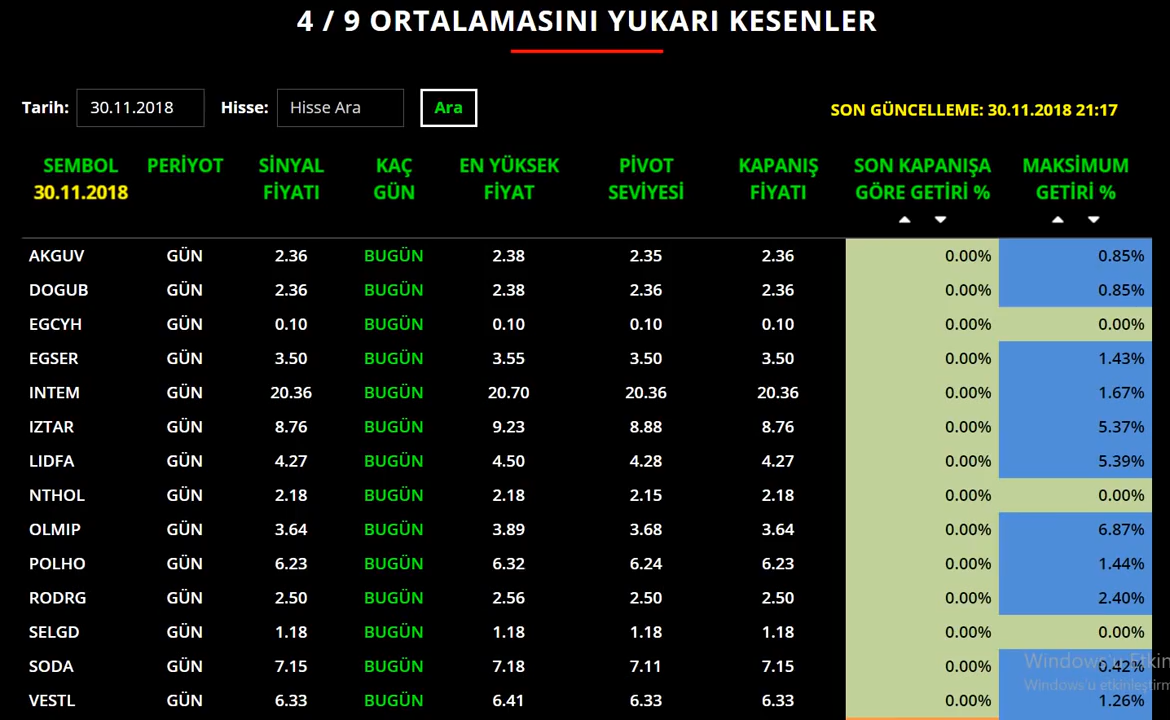 4 / 9 ORTALAMASINI YUKARI KESENLER
Tarih: 30.11.2018 Hisse: Hisse Ara Ara SON GÜNCELLEME: 30.11.2018 21:17
SEMBOL PERİYOT SİNYAL KAÇ EN YÜKSEK PİVOT KAPANIŞ SON KAPANIŞA MAKSİMUM
30.11.2018 FİYATI GÜN FİYAT SEVİYESİ FİYATI GÖRE GETİRİ % GETİRİ %
AKGUV GÜN 2.36 BUGÜN 2.38 2.35 2.36 0.00% 0.85%
DOGUB GÜN 2.36 BUGÜN 2.38 2.36 2.36 0.00% 0.85%
EGCYH GÜN 0.10 BUGÜN 0.10 0.10 0.10 0.00% 0.00%
EGSER GÜN 3.50 BUGÜN 3.55 3.50 3.50 0.00% 1.43%
INTEM GÜN 20.36 BUGÜN 20.70 20.36 20.36 0.00% 1.67%
IZTAR GÜN 8.76 BUGÜN 9.23 8.88 8.76 0.00% 5.37%
LIDFA GÜN 4.27 BUGÜN 4.50 4.28 4.27 0.00% 5.39%
NTHOL GÜN 2.18 BUGÜN 2.18 2.15 2.18 0.00% 0.00%
OLMIP GÜN 3.64 BUGÜN 3.89 3.68 3.64 0.00% 6.87%
POLHO GÜN 6.23 BUGÜN 6.32 6.24 6.23 0.00% 1.44%
RODRG GÜN 2.50 BUGÜN 2.56 2.50 2.50 0.00% 2.40%
SELGD GÜN 1.18 BUGÜN 1.18 1.18 1.18 0.00% 0.00%
SODA GÜN 7.15 BUGÜN 7.18 7.11 7.15 0.00% 0.42%
VESTL GÜN 6.33 BUGÜN 6.41 6.33 6.33 0.00% 1.26%
Windows'u Etkin
Windows'u etkinleştirm